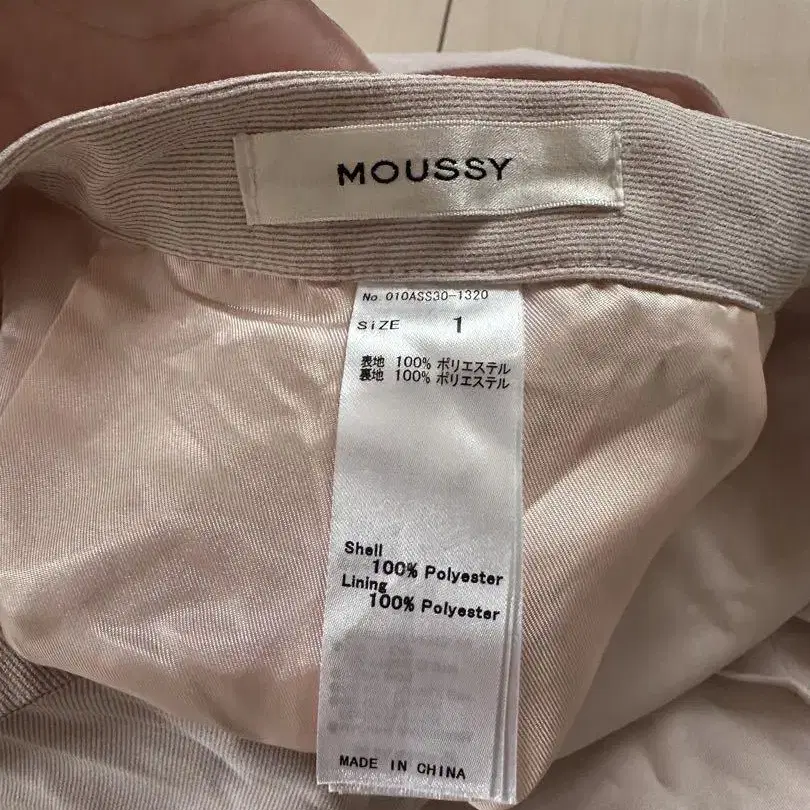 MOUSSY
No. 010ASS30-1320
SIZE 1
表地 100% ポリエステル
裏地 100% ポリエステル
Shell
100% Polyester
Lining
100% Polyester
MADE IN CHINA